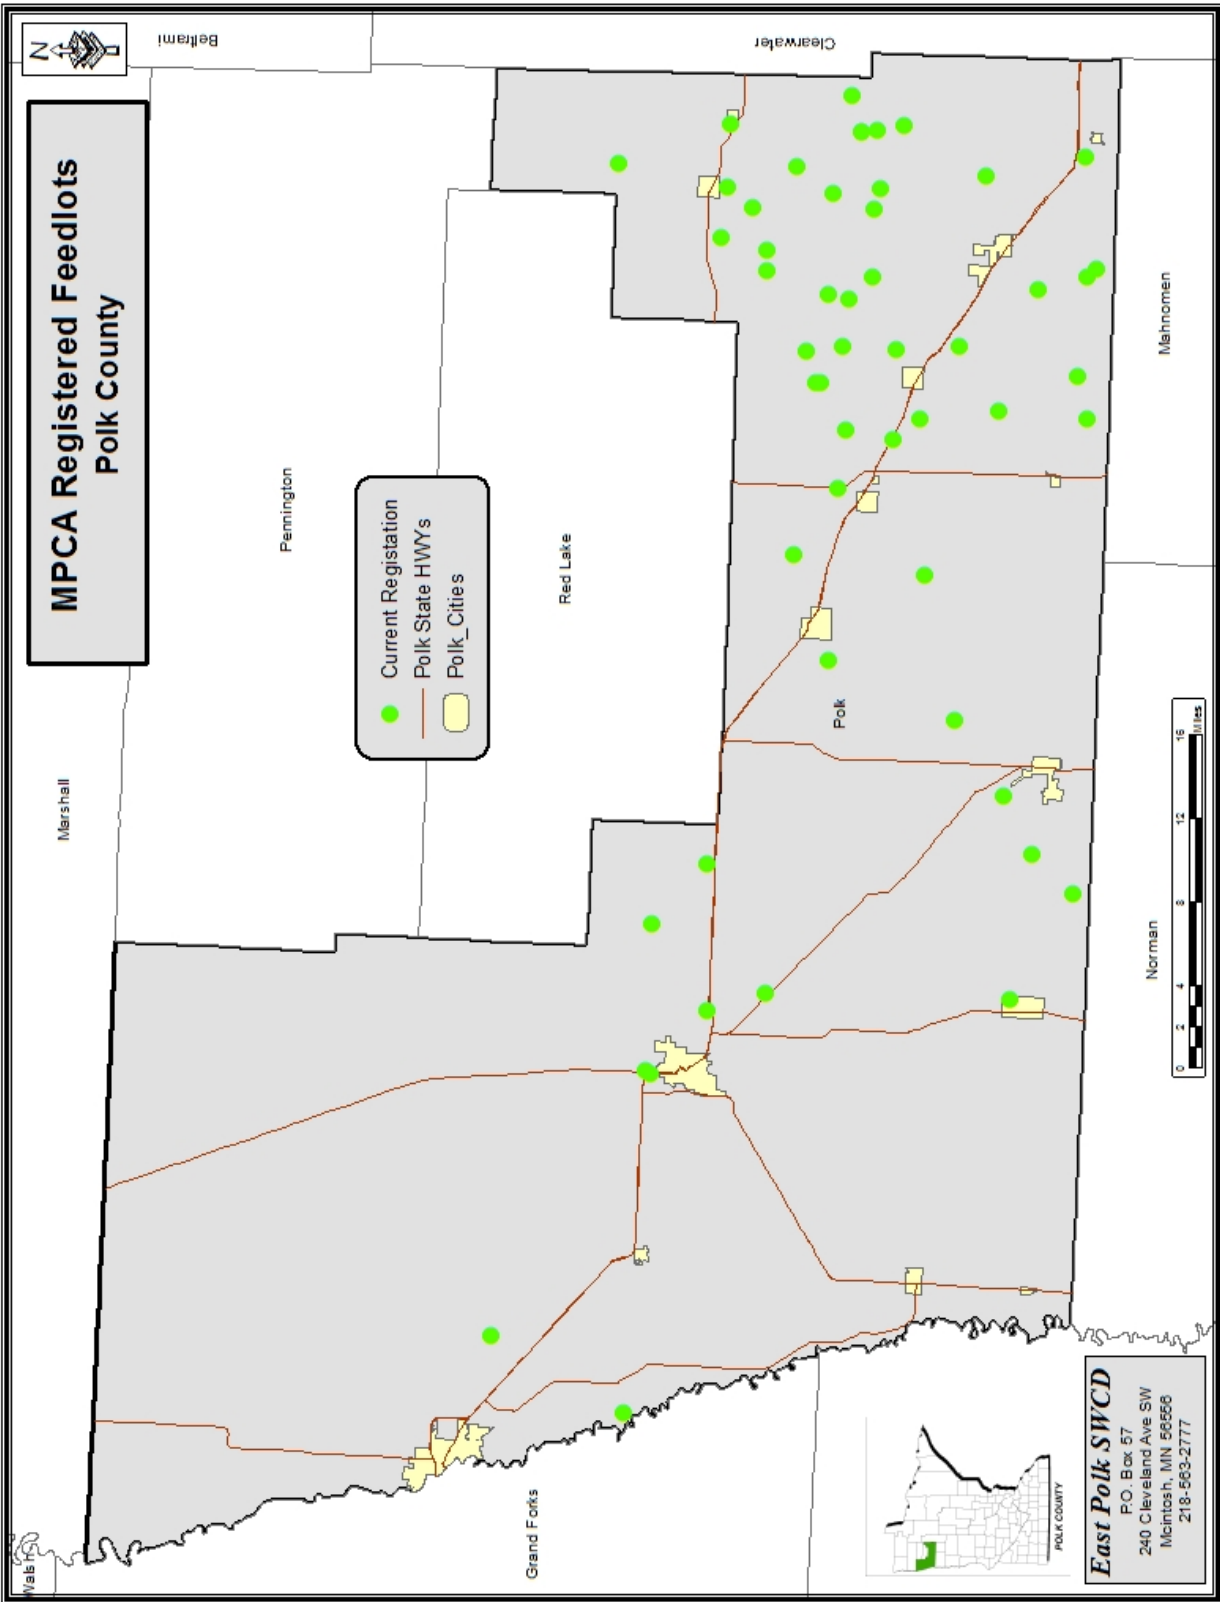 MPCA Registered Feedlots
Polk County
N
Beltrami
Clearwater
Marshall
Pennington
Red Lake
Current Registation
Polk State HWYs
Polk_Cities
Polk
Mahnomen
Norman
Grand Forks
Walsh
0 2 4 8 12 16
Miles
POLK COUNTY
East Polk SWCD
P.O. Box 57
240 Cleveland Ave SW
Mcintosh, MN 56556
218-563-2777